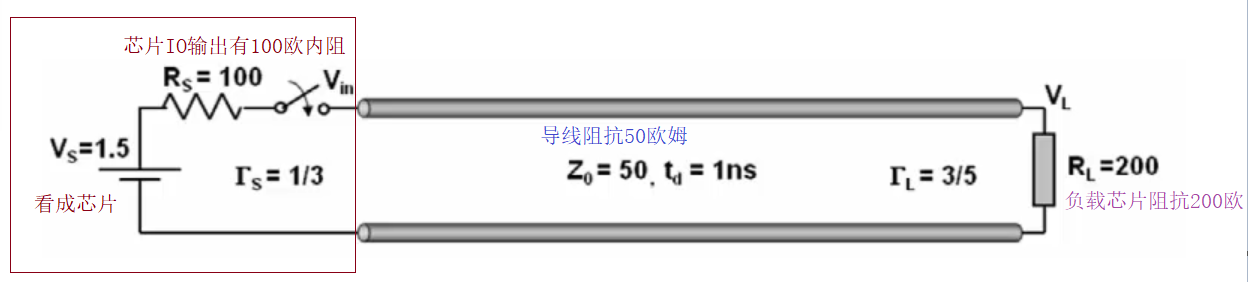 芯片IO输出有100欧内阻
Rs = 100
Vin
VL
Vs=1.5
导线阻抗50欧姆
Γs = 1/3
Z0 = 50, td = 1ns
ΓL = 3/5
RL =200
看成芯片
负载芯片阻抗200欧